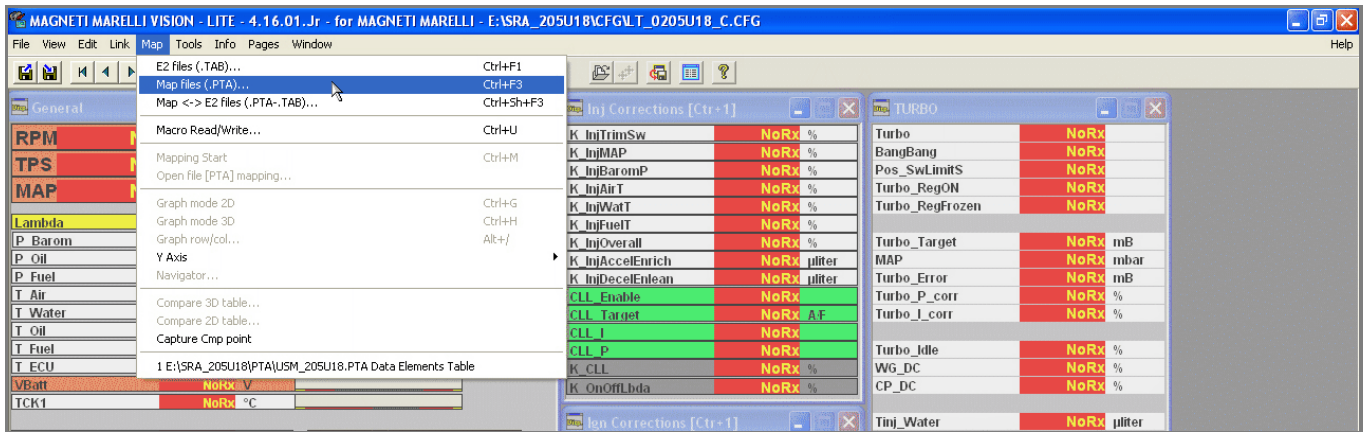 MAGNETI MARELLI VISION - LITE - 4.16.01.Jr - for MAGNETI MARELLI - E:\SRA_205U18\CFG\LT_0205U18_C.CFG
File View Edit Link Map Tools Info Pages Window Help
E2 files (.TAB)... Ctrl+F1
Map files (.PTA)... Ctrl+F3
Map <-> E2 files (.PTA-.TAB)... Ctrl+Sh+F3
Macro Read/Write... Ctrl+U
Mapping Start Ctrl+M
Open file [PTA] mapping...
Graph mode 2D Ctrl+G
Graph mode 3D Ctrl+H
Graph row/col... Alt+/
Y Axis
Navigator...
Compare 3D table...
Compare 2D table...
Capture Cmp point
1 E:\SRA_205U18\PTA\USM_205U18.PTA Data Elements Table
General
RPM
TPS
MAP
Lambda
P_Barom
P_Oil
P_Fuel
T_Air
T_Water
T_Oil
T_Fuel
T_ECU
VBatt NoRx V
TCK1 NoRx °C
Inj Corrections [Ctr+1]
K_InjTrimSw NoRx %
K_InjMAP NoRx %
K_InjBaromP NoRx %
K_InjAirT NoRx %
K_InjWatT NoRx %
K_InjFuelT NoRx %
K_InjOverall NoRx %
K_InjAccelEnrich NoRx µliter
K_InjDecelEnlean NoRx µliter
CLL_Enable NoRx
CLL_Target NoRx A/F
CLL_I NoRx
CLL_P NoRx
K_CLL NoRx %
K_OnOffLbda NoRx %
Ign Corrections [Ctr+1]
TURBO
Turbo NoRx
BangBang NoRx
Pos_SwLimitS NoRx
Turbo_RegON NoRx
Turbo_RegFrozen NoRx
Turbo_Target NoRx mB
MAP NoRx mbar
Turbo_Error NoRx mB
Turbo_P_corr NoRx %
Turbo_I_corr NoRx %
Turbo_Idle NoRx %
WG_DC NoRx %
CP_DC NoRx %
Tinj_Water NoRx µliter